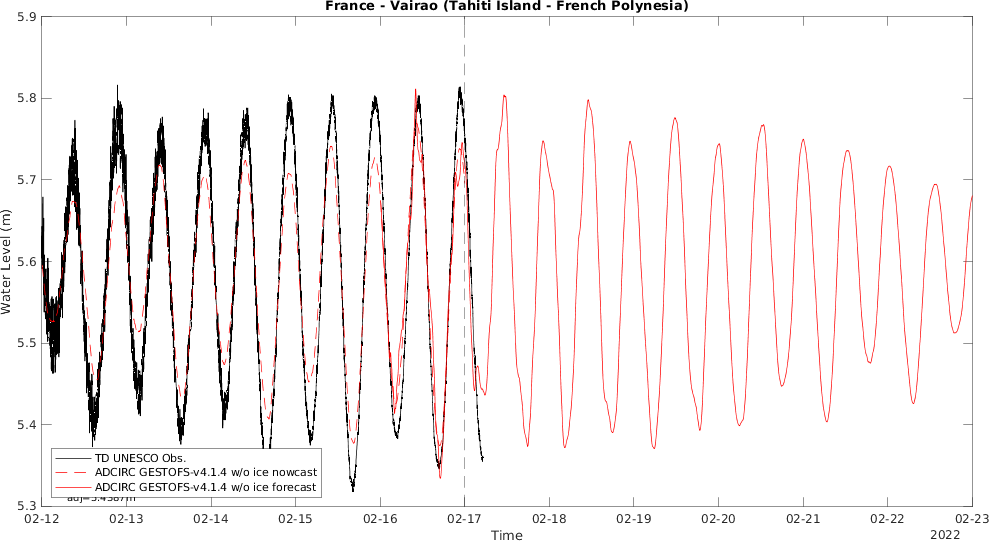 France - Vairao (Tahiti Island - French Polynesia)
5.9
5.8
5.7
5.6
5.5
5.4
5.3
Water Level (m)
TD UNESCO Obs.
ADCIRC GESTOFS-v4.1.4 w/o ice nowcast
ADCIRC GESTOFS-v4.1.4 w/o ice forecast
02-12 02-13 02-14 02-15 02-16 02-17 02-18 02-19 02-20 02-21 02-22 02-23
Time
2022